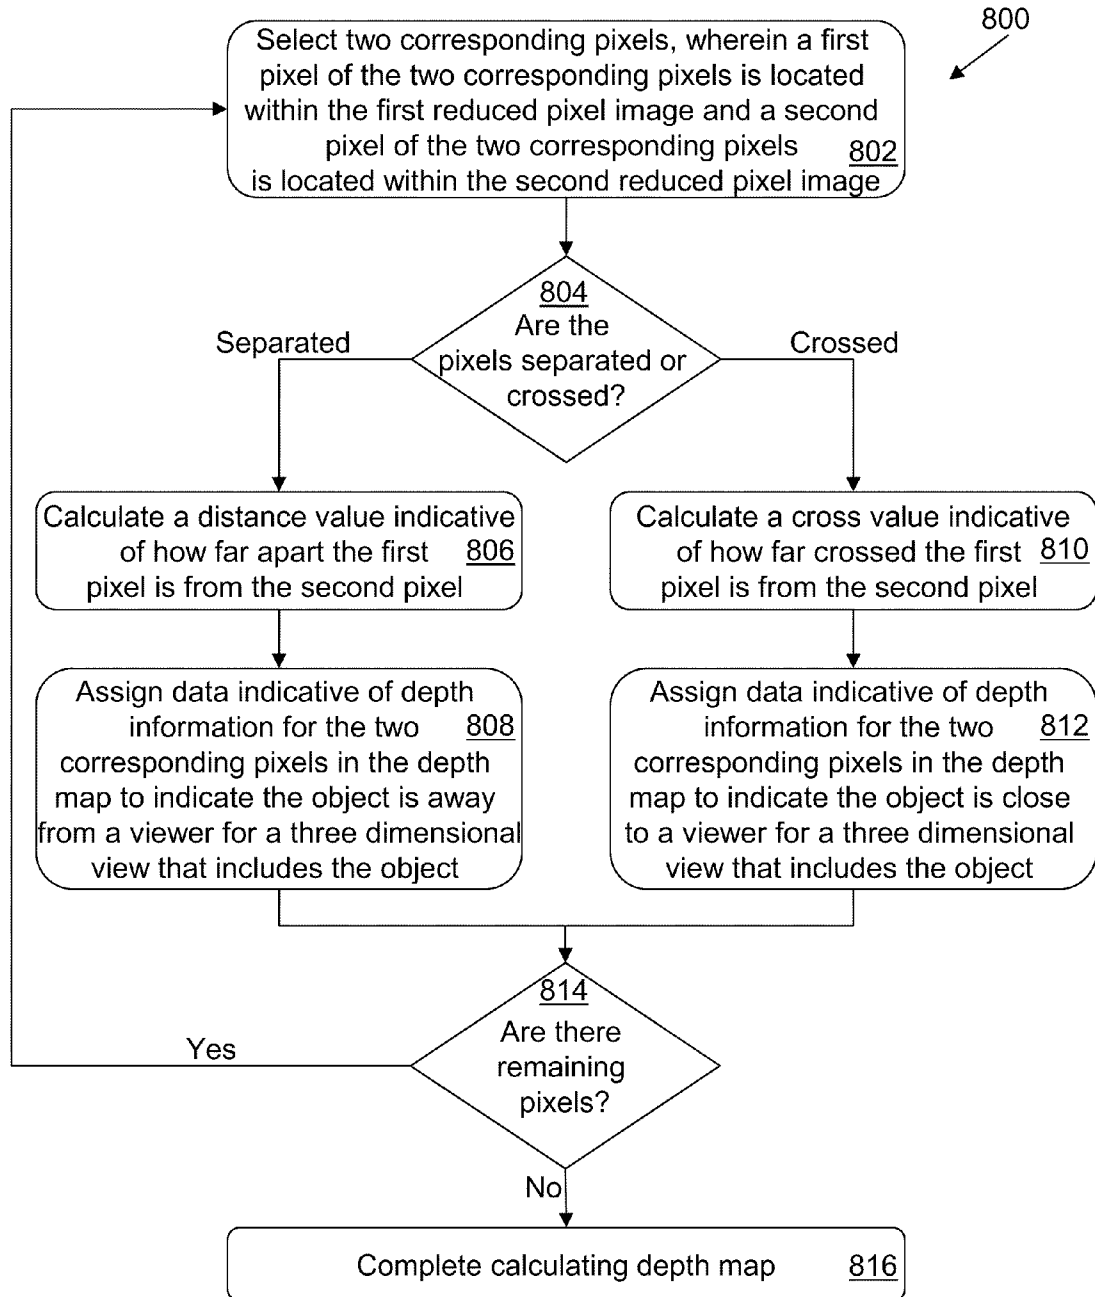 800
Select two corresponding pixels, wherein a first
pixel of the two corresponding pixels is located
within the first reduced pixel image and a second
pixel of the two corresponding pixels
802
is located within the second reduced pixel image
804
Are the
pixels separated or
crossed?
Separated
Crossed
Calculate a distance value indicative
of how far apart the first
806
pixel is from the second pixel
Calculate a cross value indicative
of how far crossed the first
810
pixel is from the second pixel
Assign data indicative of depth
information for the two
808
corresponding pixels in the depth
map to indicate the object is away
from a viewer for a three dimensional
view that includes the object
Assign data indicative of depth
information for the two
812
corresponding pixels in the depth
map to indicate the object is close
to a viewer for a three dimensional
view that includes the object
814
Are there
remaining
pixels?
Yes
No
Complete calculating depth map
816